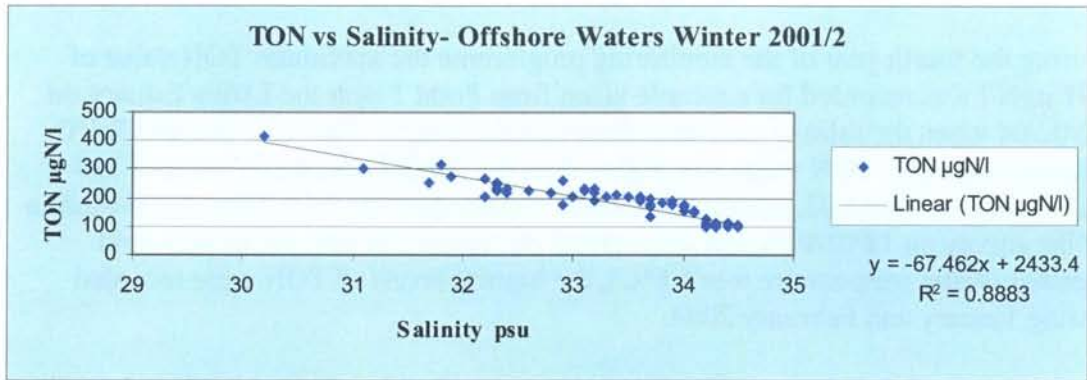 TON vs Salinity- Offshore Waters Winter 2001/2
TON µgN/l
500
400
300
200
100
0
29
30
31
32
33
34
35
Salinity psu
TON µgN/l
Linear (TON µgN/l)
y = -67.462x + 2433.4
R² = 0.8883